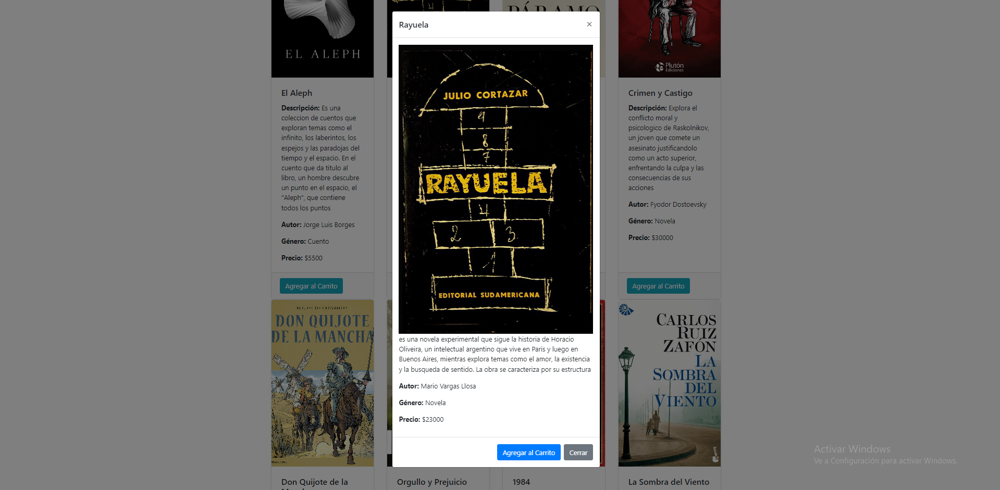 PÁRAMO
EL ALEPH
Plutón
Ediciones
El Aleph
Descripción: Es una
coleccion de cuentos que
exploran temas como el
infinito, los laberintos, los
espejos y las paradojas del
tiempo y el espacio. En el
cuento que da titulo al
libro, un hombre descubre
un punto en el espacio, el
"Aleph", que contiene
todos los puntos
Autor: Jorge Luis Borges
Género: Cuento
Precio: $5500
Agregar al Carrito
Rayuela
×
JULIO CORTAZAR
9
8
7
RAYUELA
4
2 3
1
EDITORIAL SUDAMERICANA
es una novela experimental que sigue la historia de Horacio
Oliveira, un intelectual argentino que vive en Paris y luego en
Buenos Aires, mientras explora temas como el amor, la existencia
y la busqueda de sentido. La obra se caracteriza por su estructura
Autor: Mario Vargas Llosa
Género: Novela
Precio: $23000
Agregar al Carrito
Cerrar
Crimen y Castigo
Descripción: Explora el
conflicto moral y
psicologico de Raskolnikov,
un joven que comete un
asesinato justificandolo
como un acto superior,
enfrentando la culpa y las
consecuencias de sus
acciones
Autor: Fyodor Dostoevsky
Género: Novela
Precio: $30000
Agregar al Carrito
MIGUEL DE CERVANTES
DON QUIJOTE
DE LA MANCHA
CARLOS
RUIZ
ZAFÓN
LA
SOMBRA
DEL
VIENTO
booket
Don Quijote de la
Orgullo y Prejuicio
1984
La Sombra del Viento
Activar Windows
Ve a Configuración para activar Windows.